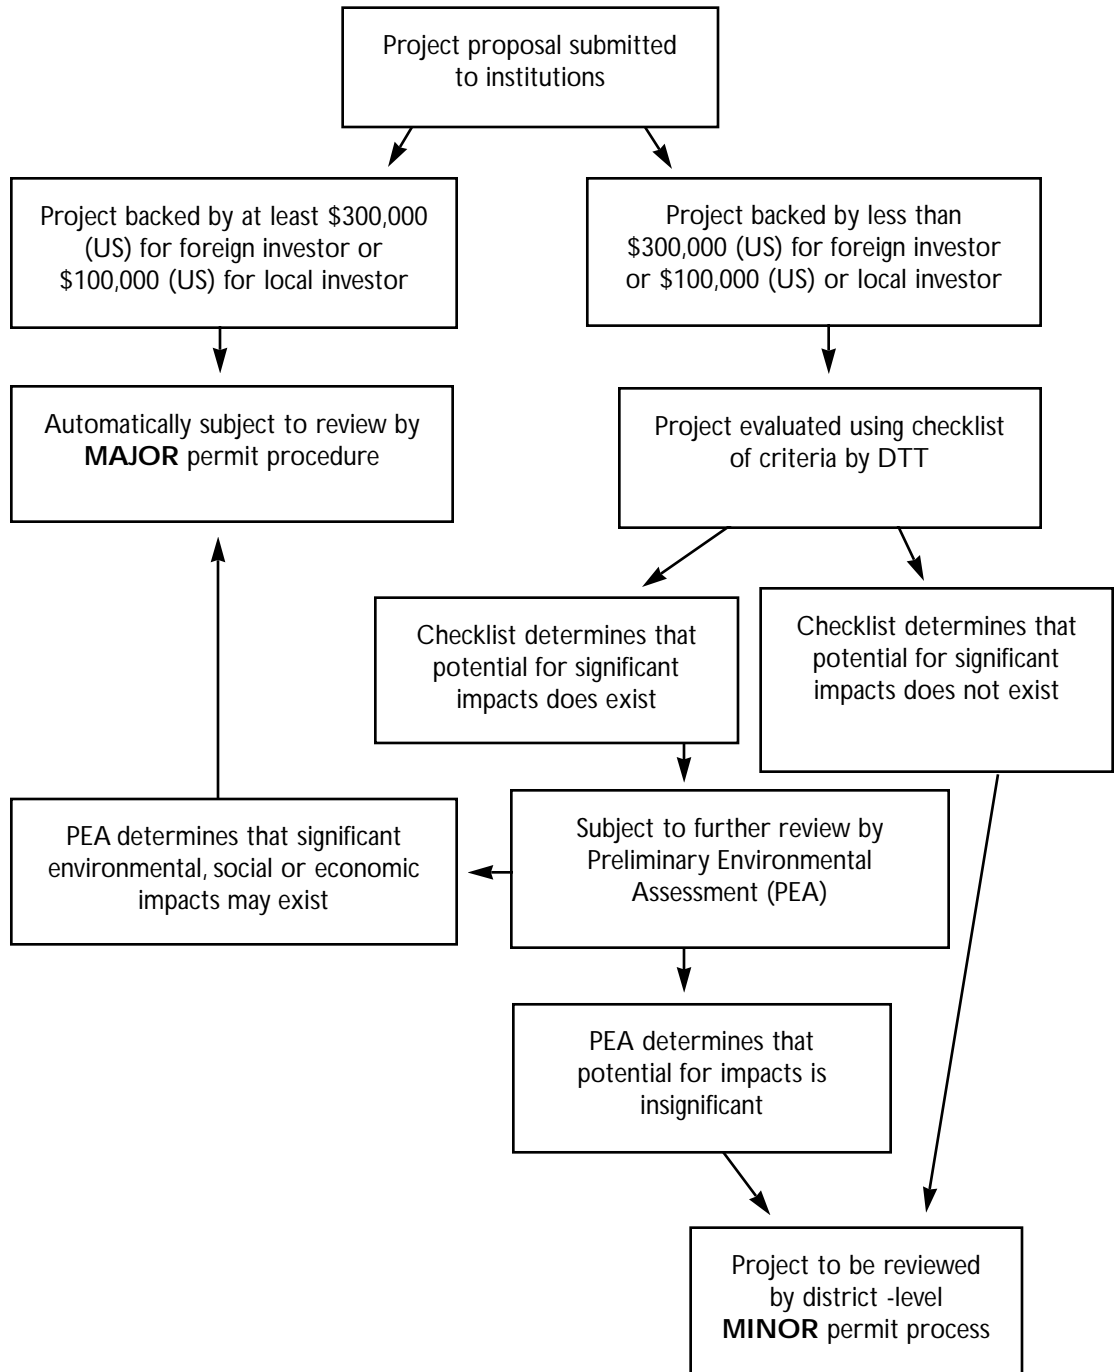 Project proposal submitted
to institutions
Project backed by at least $300,000
(US) for foreign investor or
$100,000 (US) for local investor
Project backed by less than
$300,000 (US) for foreign investor
or $100,000 (US) or local investor
Automatically subject to review by
MAJOR permit procedure
Project evaluated using checklist
of criteria by DTT
Checklist determines that
potential for significant
impacts does exist
Checklist determines that
potential for significant
impacts does not exist
PEA determines that significant
environmental, social or economic
impacts may exist
Subject to further review by
Preliminary Environmental
Assessment (PEA)
PEA determines that
potential for impacts is
insignificant
Project to be reviewed
by district -level
MINOR permit process